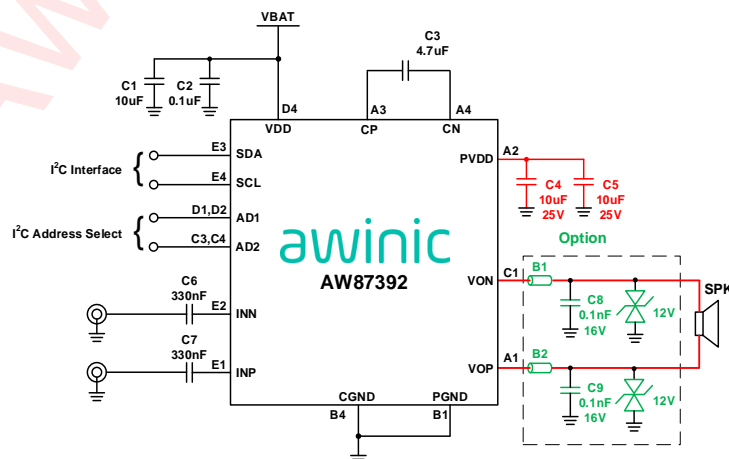 VBAT
C3
4.7uF
C1
10uF
C2
0.1uF
D4
A3
A4
VDD
CP
CN
I²C Interface
{
E3
SDA
E4
SCL
I²C Address Select
{
D1,D2
AD1
C3,C4
AD2
A2
PVDD
C4
10uF
25V
C5
10uF
25V
awinic
AW87392
Option
C1
VON
B1
C8
0.1nF
16V
12V
SPK
C6
330nF
E2
INN
C7
330nF
E1
INP
A1
VOP
B2
C9
0.1nF
16V
12V
CGND
PGND
B4
B1
AW